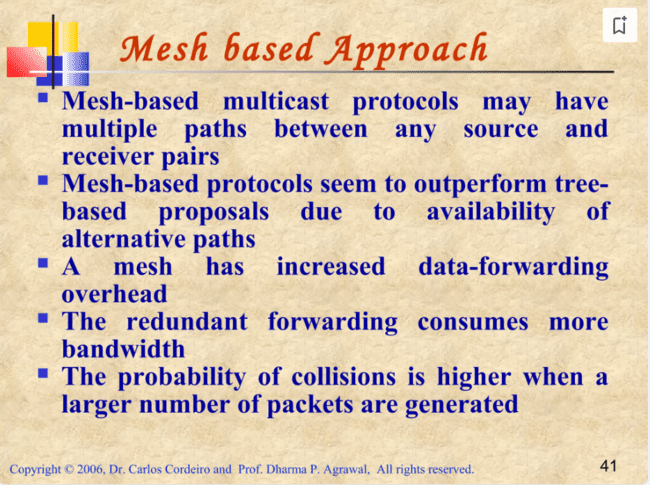 Mesh based Approach
Mesh-based multicast protocols may have
multiple paths between any source and
receiver pairs
Mesh-based protocols seem to outperform tree-
based proposals due to availability of
alternative paths
A mesh has increased data-forwarding
overhead
The redundant forwarding consumes more
bandwidth
The probability of collisions is higher when a
larger number of packets are generated
Copyright © 2006, Dr. Carlos Cordeiro and Prof. Dharma P. Agrawal, All rights reserved.
41